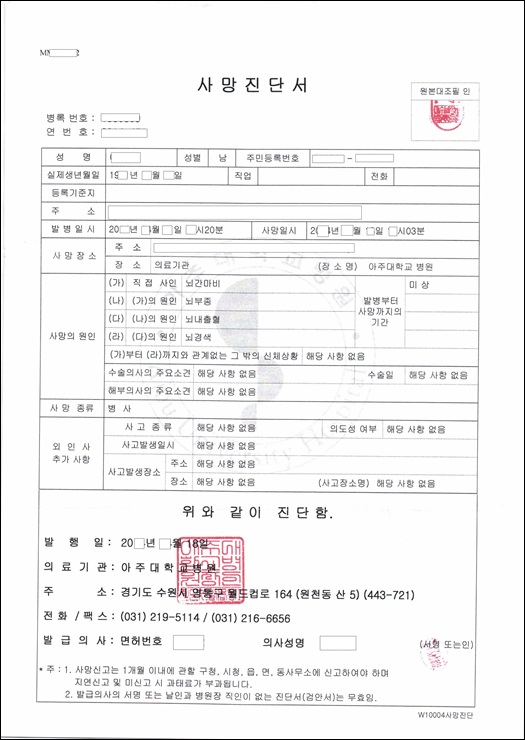 사 망 진 단 서
원본대조필 인
병록 번호 :
연 번호 :
성 명 성별 남 주민등록번호 -
실제생년월일 19 년 월 일 직업 전화
등록기준지
주 소
발 병 일 시 20 년 월 일 시20분 사망일시 2 년 월 일 시03분
사 망 장 소 주 소
장 소 의료기관 (장 소 명) 아주대학교 병원
사망의 원인 (가) 직 접 사인 뇌간마비 발병부터 사망까지의 기간 미 상
(나) (가)의 원인 뇌부종
(다) (나)의 원인 뇌내출혈
(라) (다)의 원인 뇌경색
(가)부터 (라)까지와 관계없는 그 밖의 신체상황 해당 사항 없음
수술의사의 주요소견 해당 사항 없음 수술일 해당 사항 없음
해부의사의 주요소견 해당 사항 없음
사 망 종류 병 사
외 인 사 추가 사항 사 고 종 류 해당 사항 없음 의도성 여부 해당 사항 없음
사고발생일시 해당 사항 없음
사고발생장소 주소 해당 사항 없음
장소 해당 사항 없음 (사고장소명) 해당 사항 없음
위 와 같 이 진 단 함.
발 행 일 : 20 년 월 18일
의 료 기 관 : 아 주 대 학 교 병 원
주 소 : 경기도 수원시 영통구 월드컵로 164 (원천동 산 5) (443-721)
전 화 / 팩 스 : (031) 219-5114 / (031) 216-6656
발 급 의 사 : 면허번호 의사성명 (서명 또는인)
* 주 : 1. 사망신고는 1개월 이내에 관할 구청, 시청, 읍, 면, 동사무소에 신고하여야 하며
지연신고 및 미신고 시 과태료가 부과됩니다.
2. 발급의사의 서명 또는 날인과 병원장 직인이 없는 진단서(검안서)는 무효임.
W10004사망진단